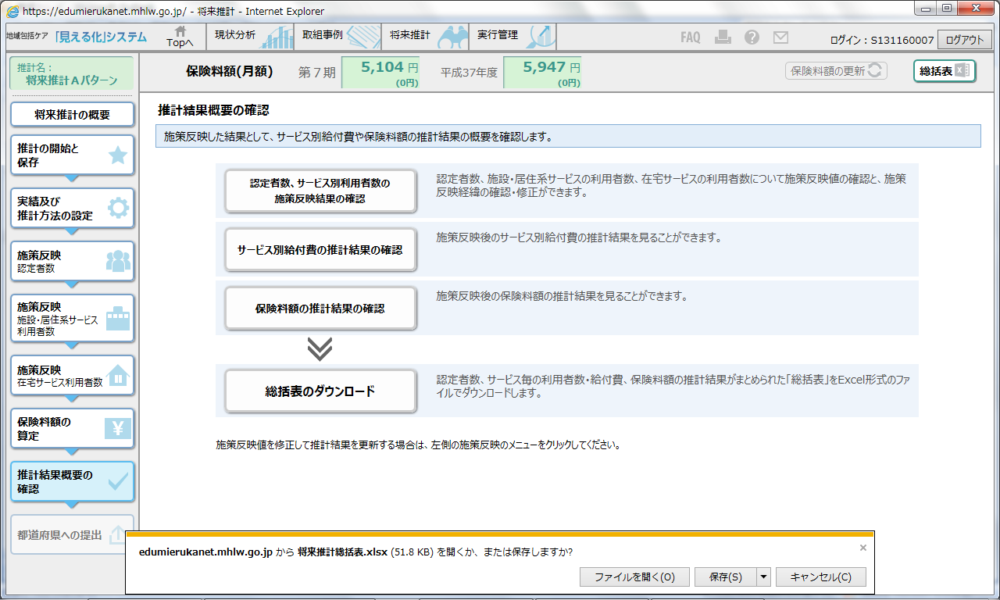 https://edumierukanet.mhlw.go.jp/ - 将来推計 - Internet Explorer
地域包括ケア 「見える化」システム
Topへ
現状分析
取組事例
将来推計
実行管理
FAQ
ログイン：S131160007
ログアウト
推計名：
将来推計Ａパターン
保険料額(月額)
第７期
5,104 円
(0円)
平成37年度
5,947 円
(0円)
保険料額の更新
総括表
将来推計の概要
推計の開始と
保存
実績及び
推計方法の設定
施策反映
認定者数
施策反映
施設・居住系サービス
利用者数
施策反映
在宅サービス利用者数
保険料額の
算定
¥
推計結果概要の
確認
都道府県への提出
推計結果概要の確認
施策反映した結果として、サービス別給付費や保険料額の推計結果の概要を確認します。
認定者数、サービス別利用者数の
施策反映結果の確認
認定者数、施設・居住系サービスの利用者数、在宅サービスの利用者数について施策反映値の確認と、施策
反映経緯の確認・修正ができます。
サービス別給付費の推計結果の確認
施策反映後のサービス別給付費の推計結果を見ることができます。
保険料額の推計結果の確認
施策反映後の保険料額の推計結果を見ることができます。
総括表のダウンロード
認定者数、サービス毎の利用者数・給付費、保険料額の推計結果がまとめられた「総括表」をExcel形式のファ
イルでダウンロードします。
施策反映値を修正して推計結果を更新する場合は、左側の施策反映のメニューをクリックしてください。
edumierukanet.mhlw.go.jp から 将来推計総括表.xlsx (51.8 KB) を開くか、または保存しますか?
ファイルを開く(O)
保存(S)
キャンセル(C)